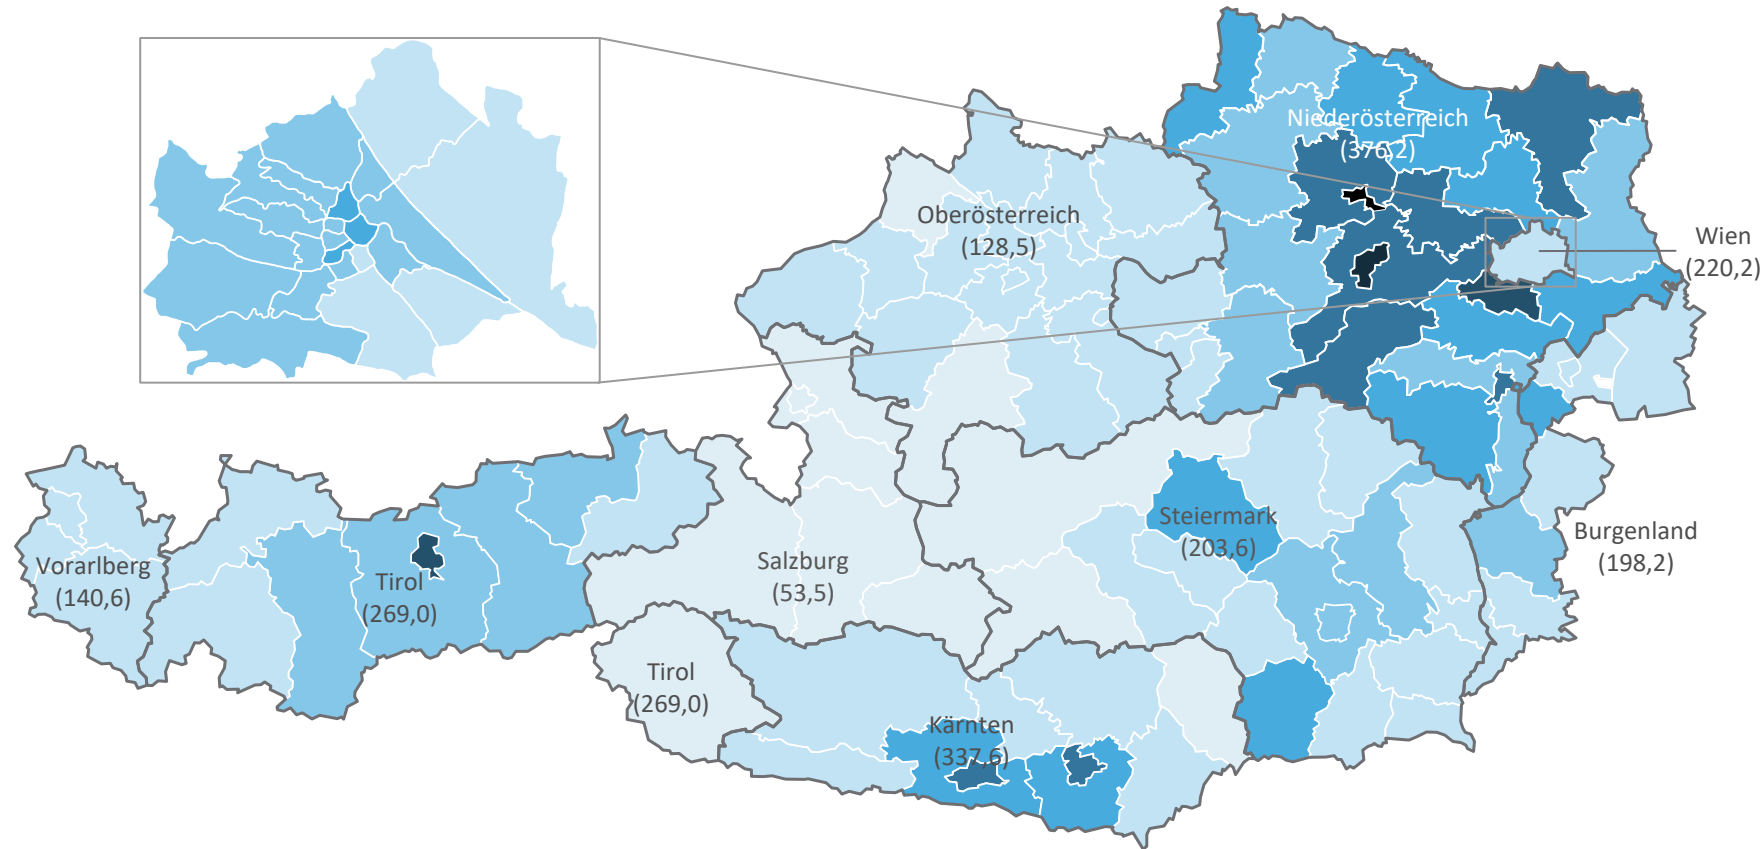 Niederösterreich
(376,2)
Oberösterreich
(128,5)
Wien
(220,2)
Steiermark
(203,6)
Burgenland
(198,2)
Vorarlberg
(140,6)
Tirol
(269,0)
Salzburg
(53,5)
Tirol
(269,0)
Kärnten
(337,6)